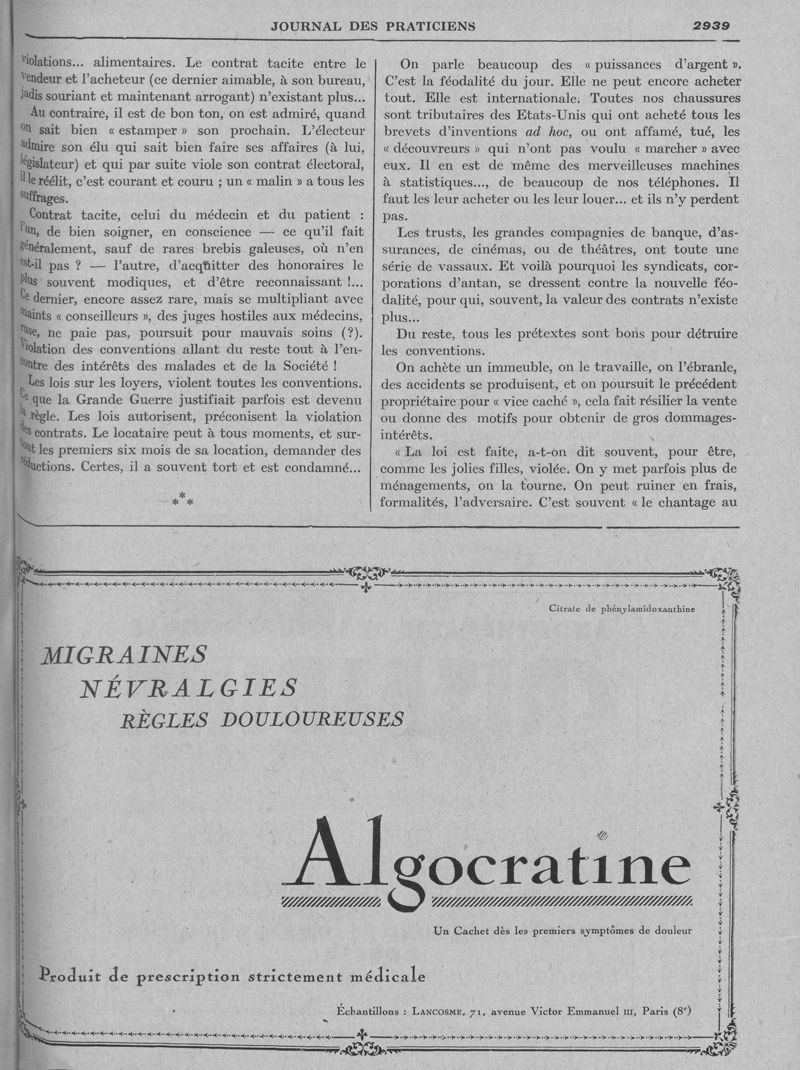 JOURNAL DES PRATICIENS 2939
violations... alimentaires. Le contrat tacite entre le
vendeur et l'acheteur (ce dernier aimable, à son bureau,
jadis souriant et maintenant arrogant) n'existant plus...
Au contraire, il est de bon ton, on est admiré, quand
on sait bien « estamper » son prochain. L'électeur
admire son élu qui sait bien faire ses affaires (à lui,
législateur) et qui par suite viole son contrat électoral,
il le réélit, c'est courant et couru ; un « malin » a tous les
suffrages.
Contrat tacite, celui du médecin et du patient :
l'un, de bien soigner, en conscience — ce qu'il fait
généralement, sauf de rares brebis galeuses, où n'en
est-il pas ? — l'autre, d'acquitter des honoraires le
plus souvent modiques, et d'être reconnaissant !...
Ce dernier, encore assez rare, mais se multipliant avec
maints « conseilleurs », des juges hostiles aux médecins,
ruse, ne paie pas, poursuit pour mauvais soins (?).
Violation des conventions allant du reste tout à l'en-
contre des intérêts des malades et de la Société !
Les lois sur les loyers, violent toutes les conventions.
Ce que la Grande Guerre justifiait parfois est devenu
la règle. Les lois autorisent, préconisent la violation
des contrats. Le locataire peut à tous moments, et sur-
tout les premiers six mois de sa location, demander des
réductions. Certes, il a souvent tort et est condamné...
* * *
On parle beaucoup des « puissances d'argent ».
C'est la féodalité du jour. Elle ne peut encore acheter
tout. Elle est internationale. Toutes nos chaussures
sont tributaires des Etats-Unis qui ont acheté tous les
brevets d'inventions ad hoc, ou ont affamé, tué, les
« découvreurs » qui n'ont pas voulu « marcher » avec
eux. Il en est de même des merveilleuses machines
à statistiques..., de beaucoup de nos téléphones. Il
faut les leur acheter ou les leur louer... et ils n'y perdent
pas.
Les trusts, les grandes compagnies de banque, d'as-
surances, de cinémas, ou de théâtres, ont toute une
série de vassaux. Et voilà pourquoi les syndicats, cor-
porations d'antan, se dressent contre la nouvelle féo-
dalité, pour qui, souvent, la valeur des contrats n'existe
plus...
Du reste, tous les prétextes sont bons pour détruire
les conventions.
On achète un immeuble, on le travaille, on l'ébranle,
des accidents se produisent, et on poursuit le précédent
propriétaire pour « vice caché », cela fait résilier la vente
ou donne des motifs pour obtenir de gros dommages-
intérêts.
« La loi est faite, a-t-on dit souvent, pour être,
comme les jolies filles, violée. On y met parfois plus de
ménagements, on la tourne. On peut ruiner en frais,
formalités, l'adversaire. C'est souvent « le chantage au
Citrate de phénylamidoxanthine
MIGRAINES
NÉVRALGIES
RÈGLES DOULOUREUSES
Algocratine
Un Cachet dès les premiers symptômes de douleur
Produit de prescription strictement médicale
Échantillons : LANCOSME, 71, avenue Victor Emmanuel III, Paris (8e)